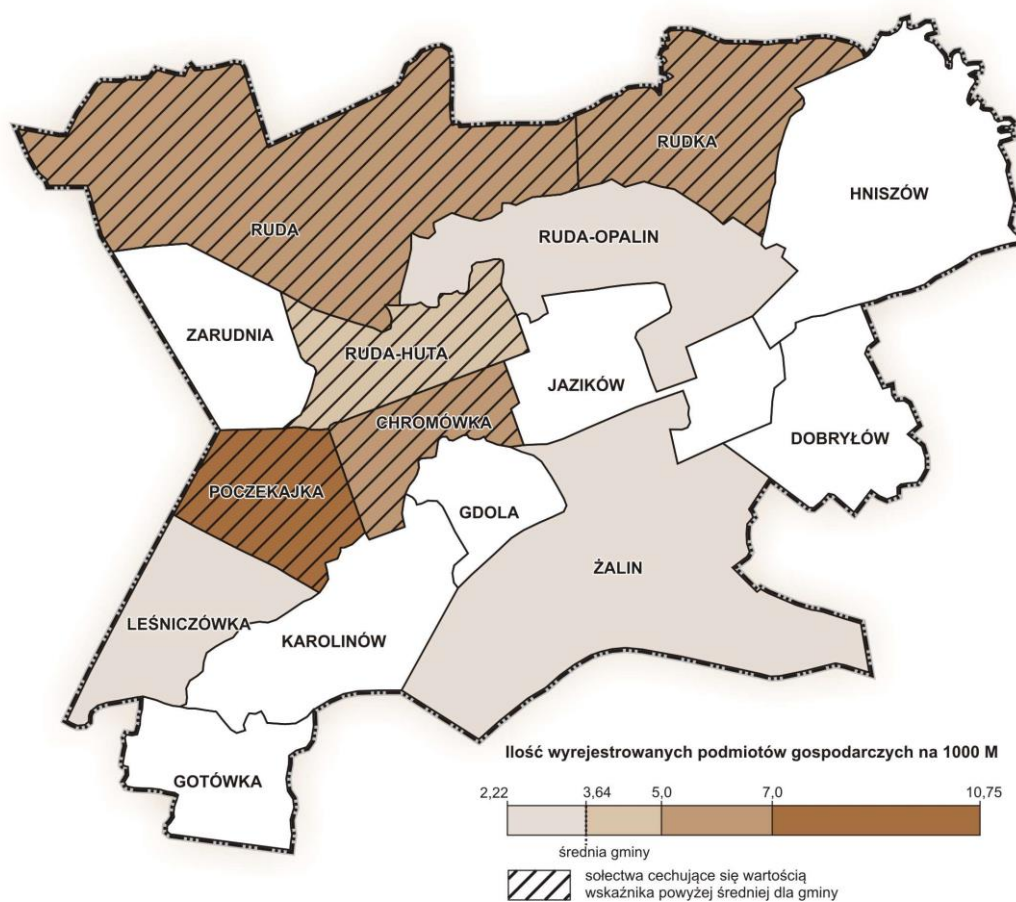 RUDKA
HNISZÓW
RUDA
RUDA-OPALIN
ZARUDNIA
RUDA-HUTA
JAZIKÓW
CHROMÓWKA
DOBRYŁÓW
POCZEKAJKA
GDOLA
ŻALIN
LEŚNICZÓWKA
KAROLINÓW
GOTÓWKA
Ilość wyrejestrowanych podmiotów gospodarczych na 1000 M
2,22 3,64 5,0 7,0 10,75
średnia gminy
sołectwa cechujące się wartością
wskaźnika powyżej średniej dla gminy